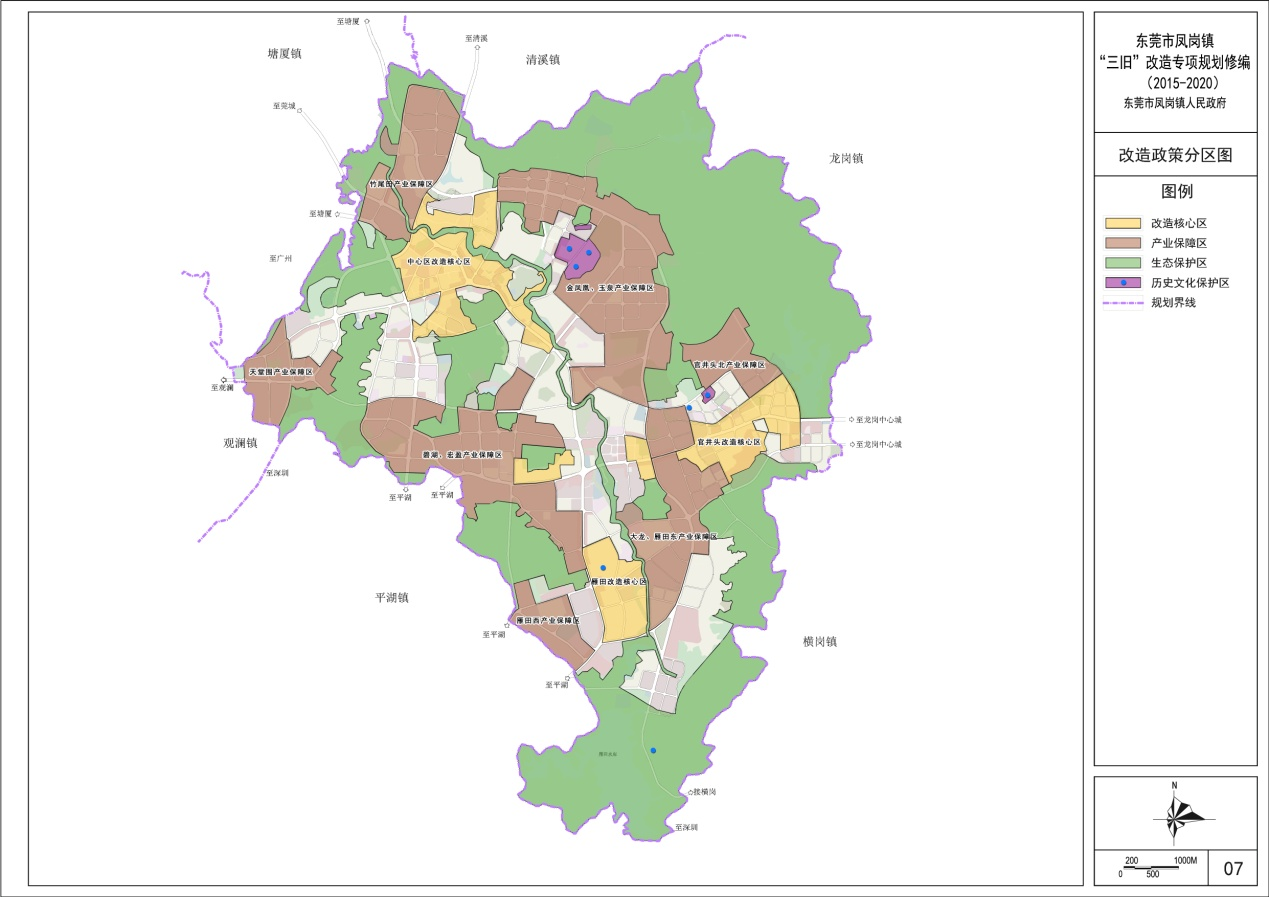 至塘厦
塘厦镇
至清溪
清溪镇
至莞城
龙岗镇
竹尾田产业保障区
至塘厦
至广州
中心区改造核心区
金凤凰、玉泉产业保障区
天堂围产业保障区
至观澜
官井头北产业保障区
至龙岗中心城
观澜镇
官井头改造核心区
至龙岗中心城
碧湖、宏盈产业保障区
至深圳
至平湖
至平湖
大龙、雁田东产业保障区
雁田改造核心区
平湖镇
雁田西产业保障区
至平湖
横岗镇
至平湖
接横岗
至深圳
东莞市凤岗镇
“三旧”改造专项规划修编
（2015-2020）
东莞市凤岗镇人民政府
改造政策分区图
图例
改造核心区
产业保障区
生态保护区
历史文化保护区
规划界线
N
200 1000M
0 500
07